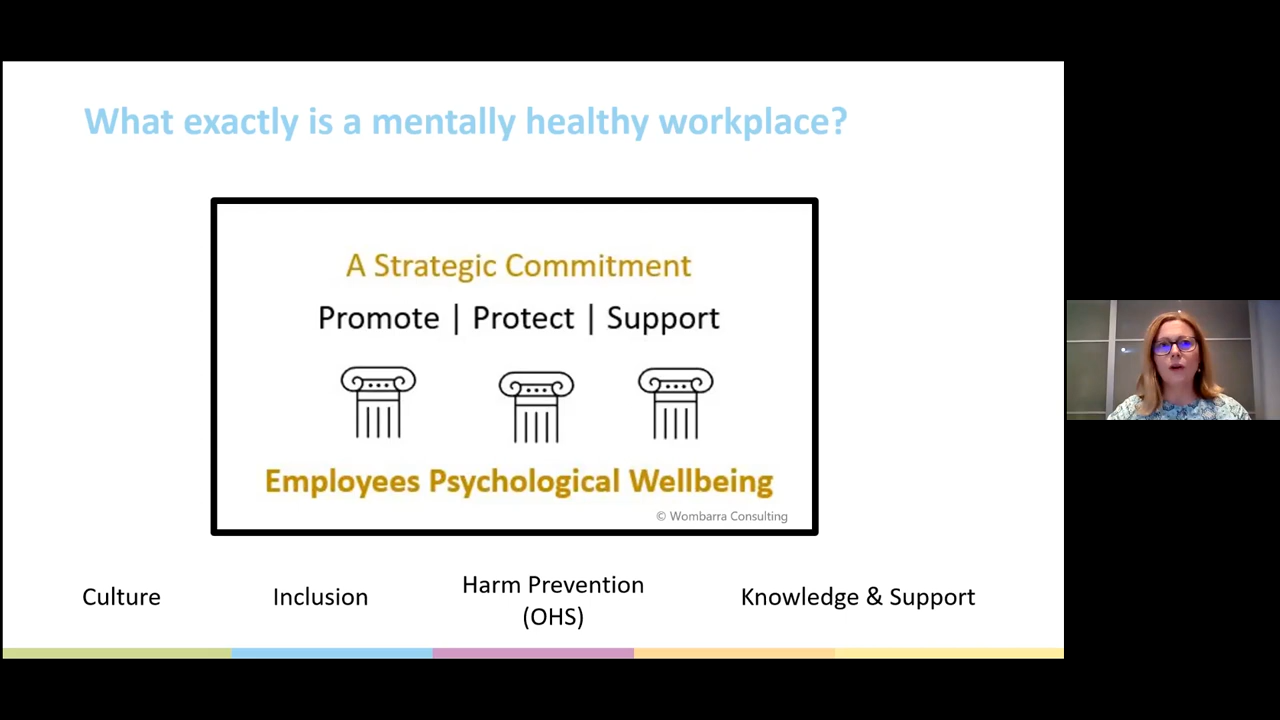 What exactly is a mentally healthy workplace?
A Strategic Commitment
Promote | Protect | Support
Employees Psychological Wellbeing
© Wombarra Consulting
Culture
Inclusion
Harm Prevention
(OHS)
Knowledge & Support